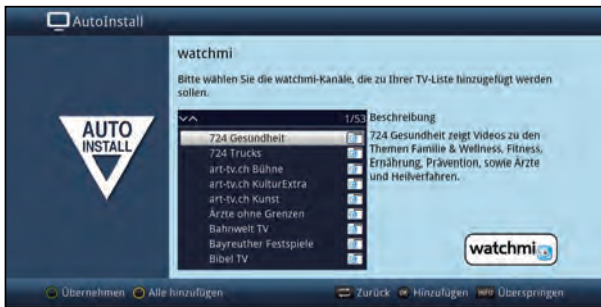 AutoInstall
watchmi
Bitte wählen Sie die watchmi-Kanäle, die zu Ihrer TV-Liste hinzugefügt werden
sollen.
1/53
724 Gesundheit
724 Trucks
art-tv.ch Bühne
art-tv.ch KulturExtra
art-tv.ch Kunst
Ärzte ohne Grenzen
Bahnwelt TV
Bayreuther Festspiele
Bibel TV
Beschreibung
724 Gesundheit zeigt Videos zu den
Themen Familie & Wellness, Fitness,
Ernährung, Prävention, sowie Ärzte
und Heilverfahren.
AUTO
INSTALL
watchmi
Übernehmen Alle hinzufügen Zurück OK Hinzufügen INFO Überspringen